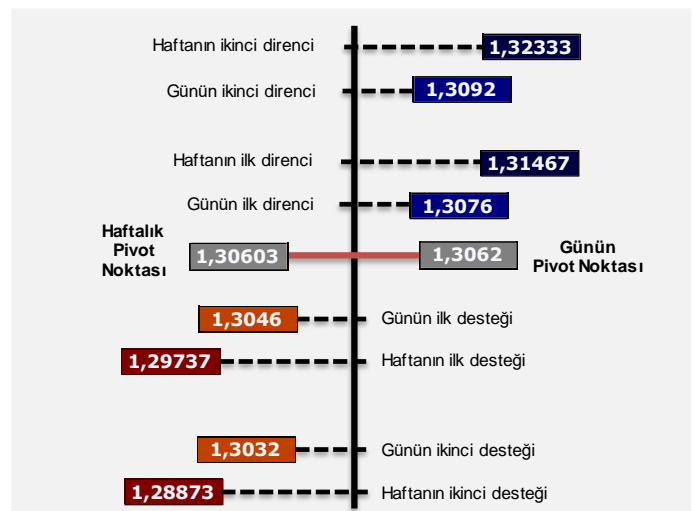 Haftanın ikinci direnci 1,32333
Günün ikinci direnci 1,3092
Haftanın ilk direnci 1,31467
Günün ilk direnci 1,3076
Haftalık
Pivot
Noktası
1,30603
1,3062
Günün
Pivot Noktası
1,3046 Günün ilk desteği
1,29737 Haftanın ilk desteği
1,3032 Günün ikinci desteği
1,28873 Haftanın ikinci desteği